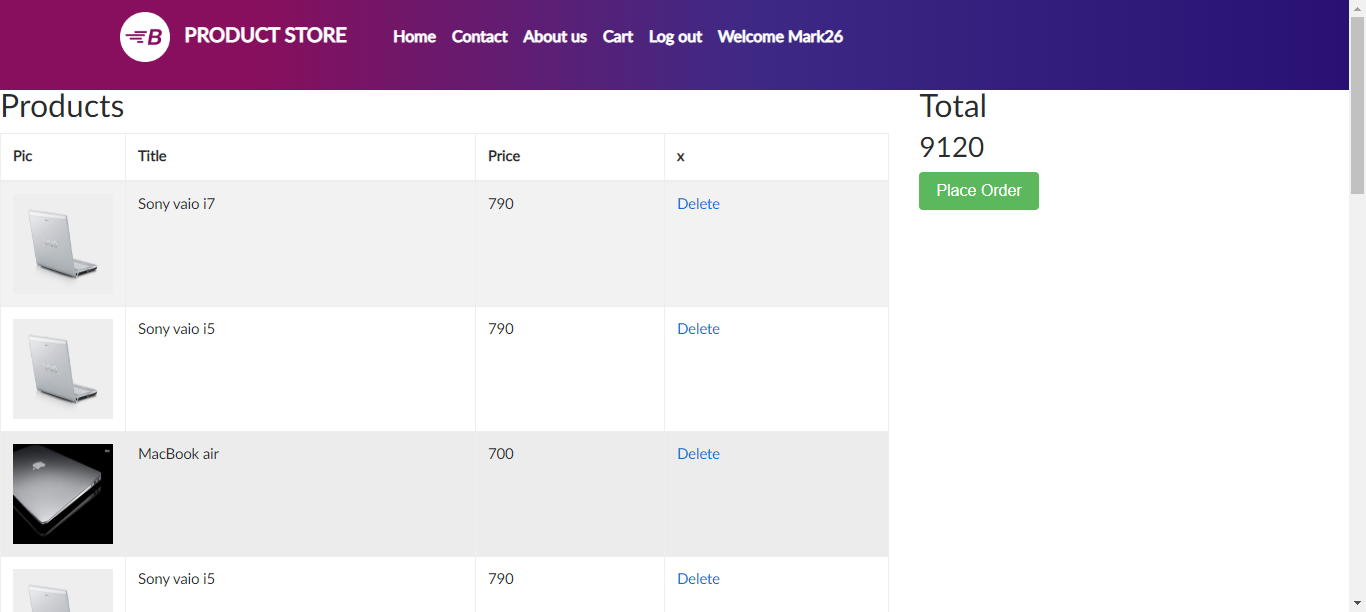 B PRODUCT STORE Home Contact About us Cart Log out Welcome Mark26
Products
Total
9120
Place Order
Pic Title Price x
Sony vaio i7 790 Delete
Sony vaio i5 790 Delete
MacBook air 700 Delete
Sony vaio i5 790 Delete